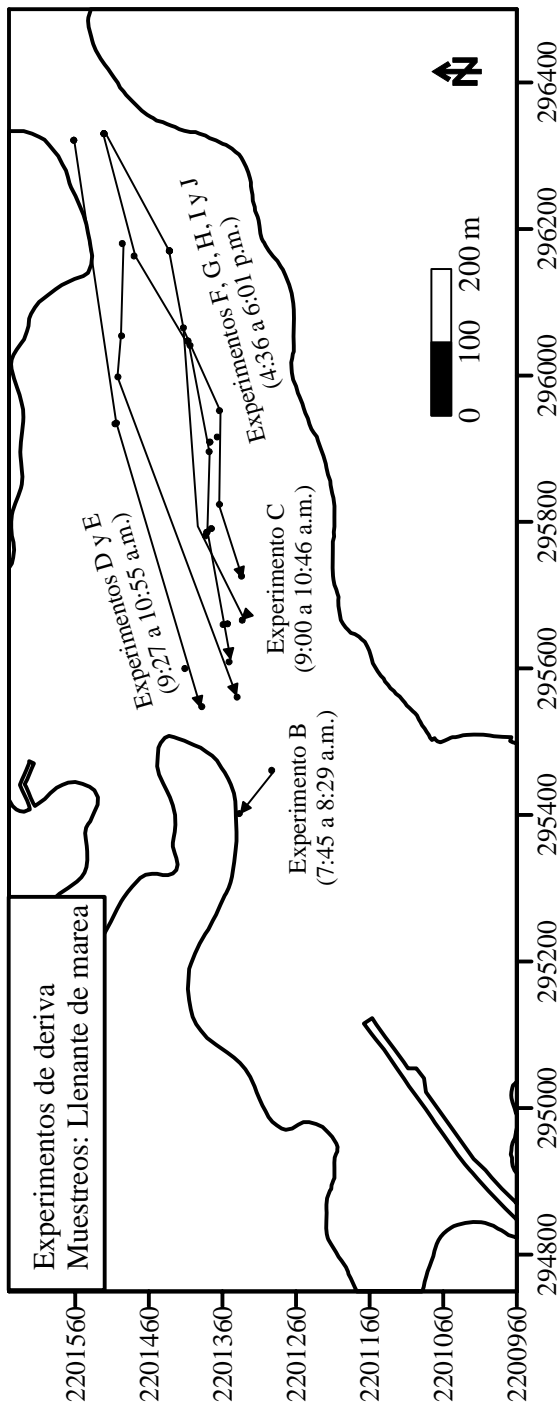 Experimentos de deriva
Muestreos: Llenante de marea
Experimentos D y E
(9:27 a 10:55 a.m.)
Experimentos F, G, H, I y J
(4:36 a 6:01 p.m.)
Experimento C
(9:00 a 10:46 a.m.)
Experimento B
(7:45 a 8:29 a.m.)
N
0 100 200 m
2201560
2201460
2201360
2201260
2201160
2201060
2200960
294800
295000
295200
295400
295600
295800
296000
296200
296400